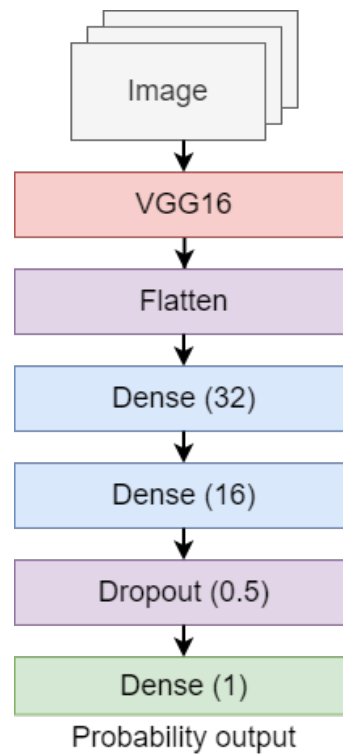 Image
VGG16
Flatten
Dense (32)
Dense (16)
Dropout (0.5)
Dense (1)
Probability output